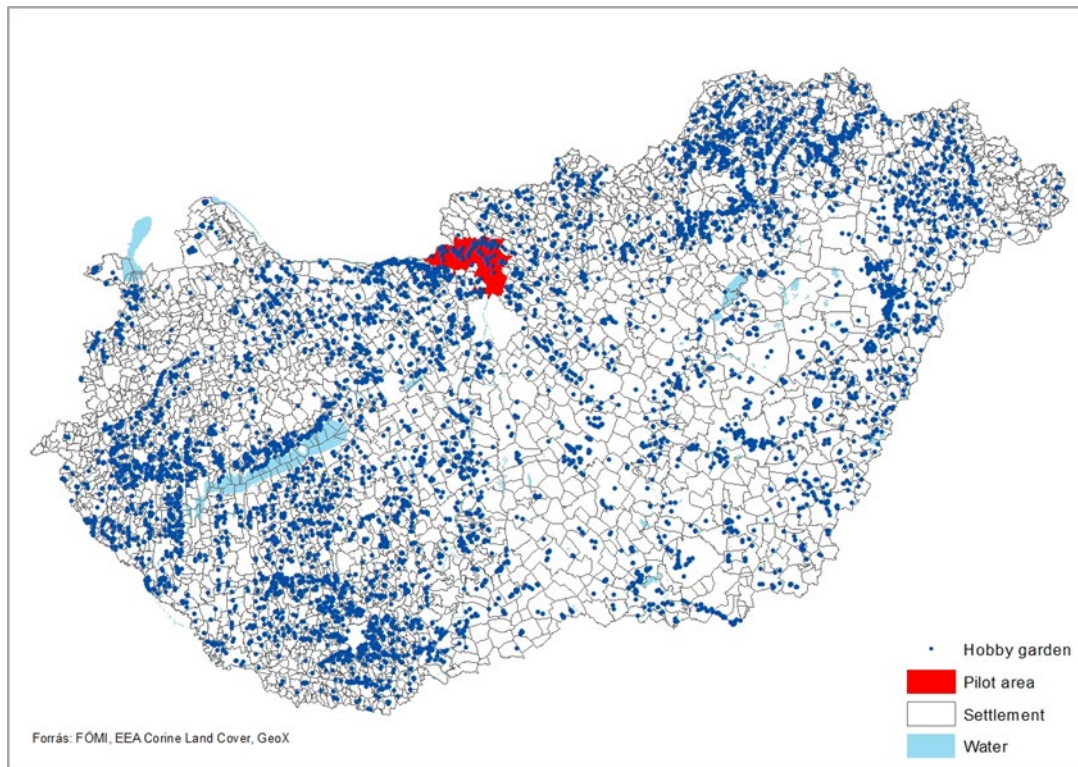 Hobby garden
Pilot area
Settlement
Water
Forrás: FÖMI, EEA Corine Land Cover, GeoX